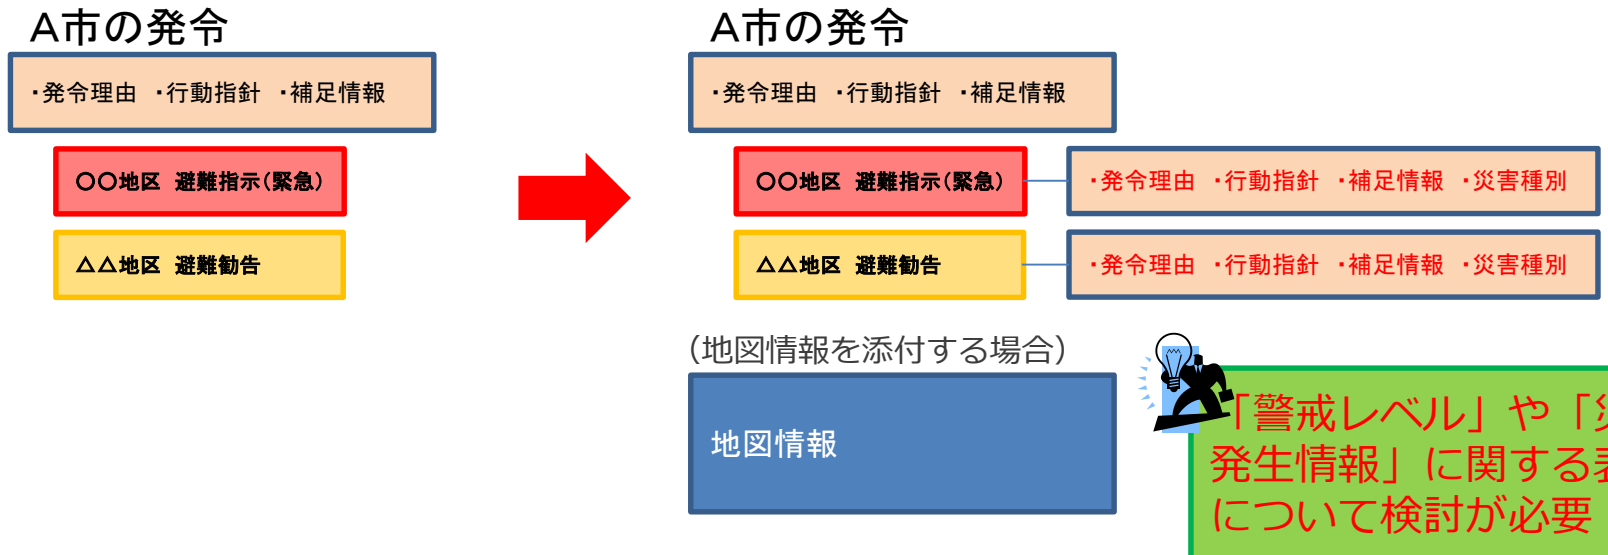 A市の発令
・発令理由 ・行動指針 ・補足情報
〇〇地区 避難指示(緊急)
△△地区 避難勧告
A市の発令
・発令理由 ・行動指針 ・補足情報
〇〇地区 避難指示(緊急)
・発令理由 ・行動指針 ・補足情報 ・災害種別
△△地区 避難勧告
・発令理由 ・行動指針 ・補足情報 ・災害種別
(地図情報を添付する場合)
地図情報
「警戒レベル」や「災
発生情報」に関する表
について検討が必要